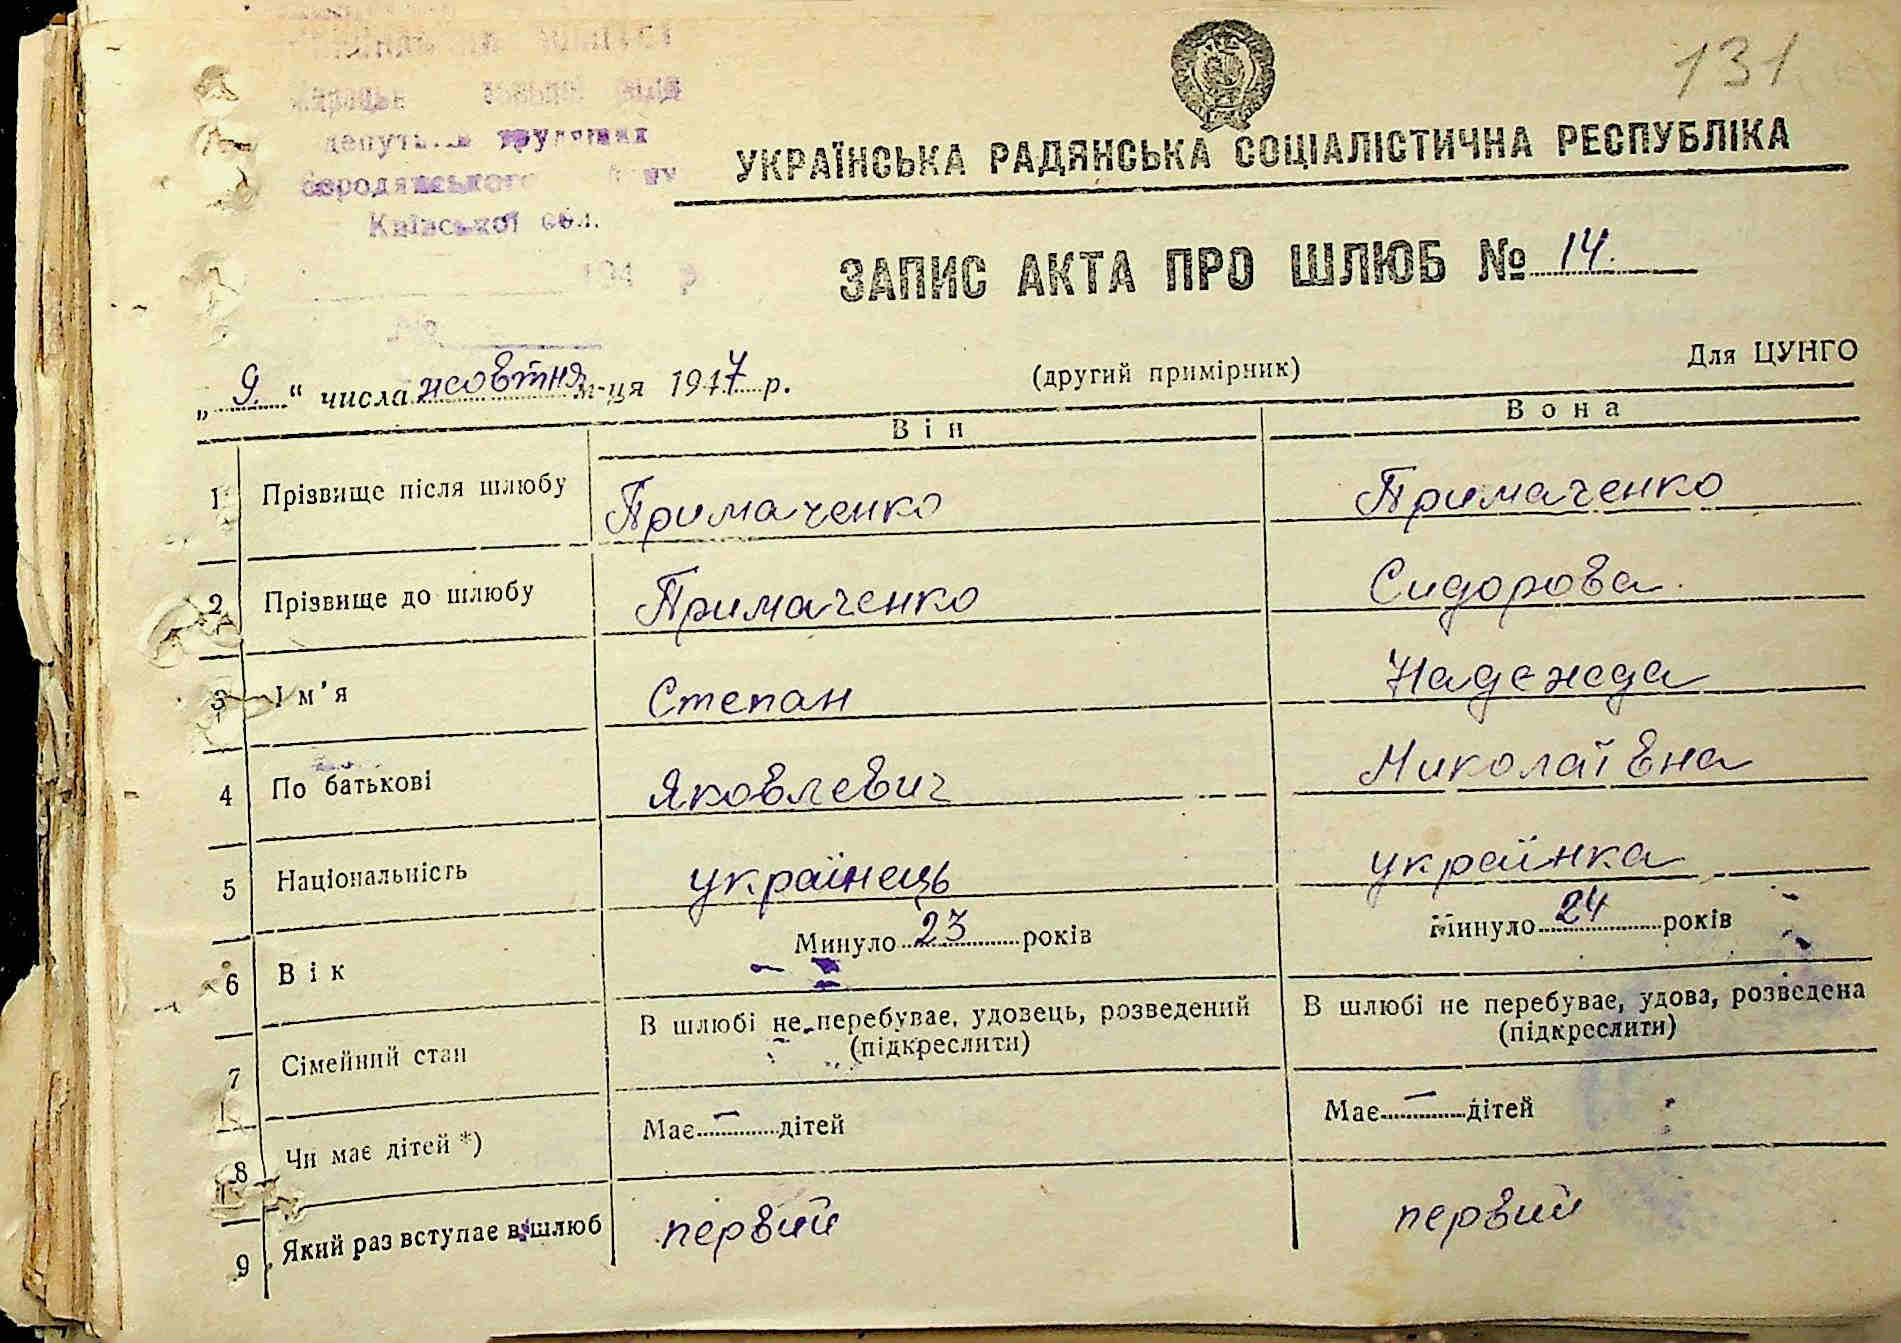 131
депут трудящих
Бородянського
Київської обл.
194 р
№
УКРАЇНСЬКА РАДЯНСЬКА СОЦІАЛІСТИЧНА РЕСПУБЛІКА
ЗАПИС АКТА ПРО ШЛЮБ № 14.
„ 9. “ числа жовтня м-ця 1947 р.
(другий примірник)
Для ЦУНГО
Він Вона
1 Прізвище після шлюбу Примаченко Примаченко
2 Прізвище до шлюбу Примаченко Сидорова
3 Ім’я Степан Надежда
4 По батькові Яковлевич Миколаївна
5 Національність українець українка
6 Вік Минуло 23 років Минуло 24 років
7 Сімейний стан В шлюбі не перебуває, удовець, розведений В шлюбі не перебуває, удова, розведена
(підкреслити) (підкреслити)
8 Чи має дітей *) Має — дітей Має — дітей
9 Який раз вступає в шлюб первий первий